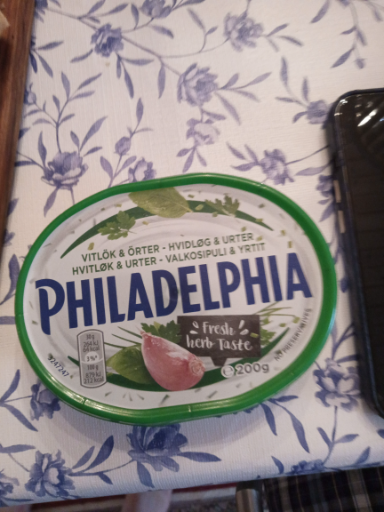 VITLÖK & ÖRTER - HVIDLØG & URTER
HVITLØK & URTER - VALKOSIPULI & YRTIT
PHILADELPHIA
Fresh
herb Taste
℮200g